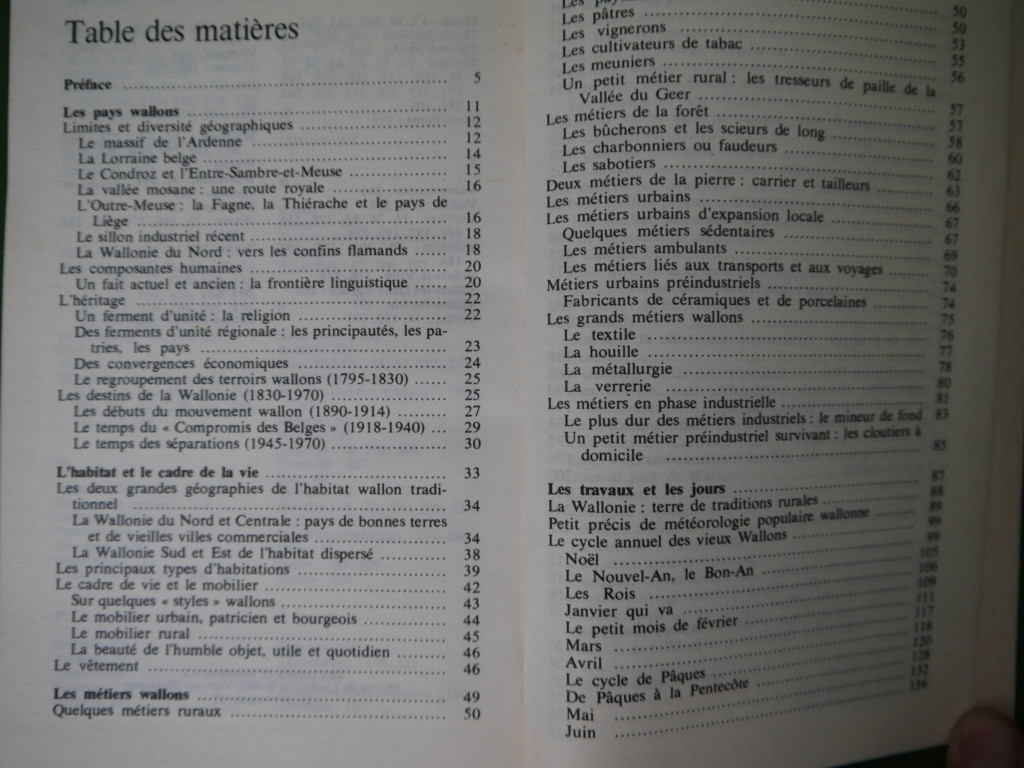 Table des matières
Préface ........ 5
Les pays wallons ........ 11
Limites et diversité géographiques ........ 12
Le massif de l'Ardenne ........ 12
La Lorraine belge ........ 14
Le Condroz et l'Entre-Sambre-et-Meuse ........ 15
La vallée mosane : une route royale ........ 16
L'Outre-Meuse : la Fagne, la Thiérache et le pays de
Liège ........ 16
Le sillon industriel récent ........ 18
La Wallonie du Nord : vers les confins flamands ...... 18
Les composantes humaines ........ 20
Un fait actuel et ancien : la frontière linguistique ...... 20
L'héritage ........ 22
Un ferment d'unité : la religion ........ 22
Des ferments d'unité régionale : les principautés, les pa-
tries, les pays ........ 23
Des convergences économiques ........ 24
Le regroupement des terroirs wallons (1795-1830) ...... 25
Les destins de la Wallonie (1830-1970) ........ 25
Les débuts du mouvement wallon (1890-1914) ........ 27
Le temps du « Compromis des Belges » (1918-1940) ... 29
Le temps des séparations (1945-1970) ........ 30
L'habitat et le cadre de la vie ........ 33
Les deux grandes géographies de l'habitat wallon tradi-
tionnel ........ 34
La Wallonie du Nord et Centrale : pays de bonnes terres
et de vieilles villes commerciales ........ 34
La Wallonie Sud et Est de l'habitat dispersé ........ 38
Les principaux types d'habitations ........ 39
Le cadre de vie et le mobilier ........ 42
Sur quelques « styles » wallons ........ 43
Le mobilier urbain, patricien et bourgeois ........ 44
Le mobilier rural ........ 45
La beauté de l'humble objet, utile et quotidien ........ 46
Le vêtement ........ 46
Les métiers wallons ........ 49
Quelques métiers ruraux ........ 50
Les ........ 50
Les pâtres ........ 50
Les vignerons ........ 53
Les cultivateurs de tabac ........ 55
Les meuniers ........ 56
Un petit métier rural : les tresseurs de paille de la
Vallée du Geer ........ 57
Les métiers de la forêt ........ 57
Les bûcherons et les scieurs de long ........ 58
Les charbonniers ou faudeurs ........ 60
Les sabotiers ........ 62
Deux métiers de la pierre : carrier et tailleurs ........ 63
Les métiers urbains ........ 66
Les métiers urbains d'expansion locale ........ 67
Quelques métiers sédentaires ........ 67
Les métiers ambulants ........ 69
Les métiers liés aux transports et aux voyages ........ 70
Métiers urbains préindustriels ........ 74
Fabricants de céramiques et de porcelaines ........ 74
Les grands métiers wallons ........ 75
Le textile ........ 76
La houille ........ 77
La métallurgie ........ 78
La verrerie ........ 80
Les métiers en phase industrielle ........ 81
Le plus dur des métiers industriels : le mineur de fond 83
Un petit métier préindustriel survivant : les cloutiers à
domicile ........ 85
Les travaux et les jours ........ 87
La Wallonie : terre de traditions rurales ........ 88
Petit précis de météorologie populaire wallonne ........ 89
Le cycle annuel des vieux Wallons ........ 99
Noël ........ 99
Le Nouvel-An, le Bon-An ........ 105
Les Rois ........ 106
Janvier qui va ........ 109
Le petit mois de février ........ 111
Mars ........ 117
Avril ........ 118
Le cycle de Pâques ........ 120
De Pâques à la Pentecôte ........ 128
Mai ........ 132
Juin ........ 136